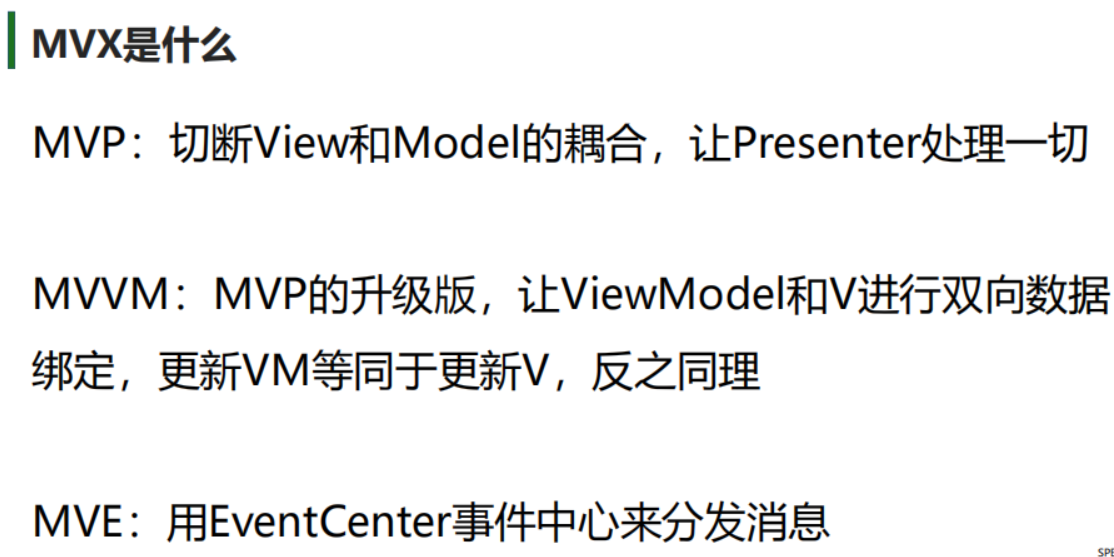 MVX是什么
MVP：切断View和Model的耦合，让Presenter处理一切
MVVM：MVP的升级版，让ViewModel和V进行双向数据
绑定，更新VM等同于更新V，反之同理
MVE：用EventCenter事件中心来分发消息
SPE